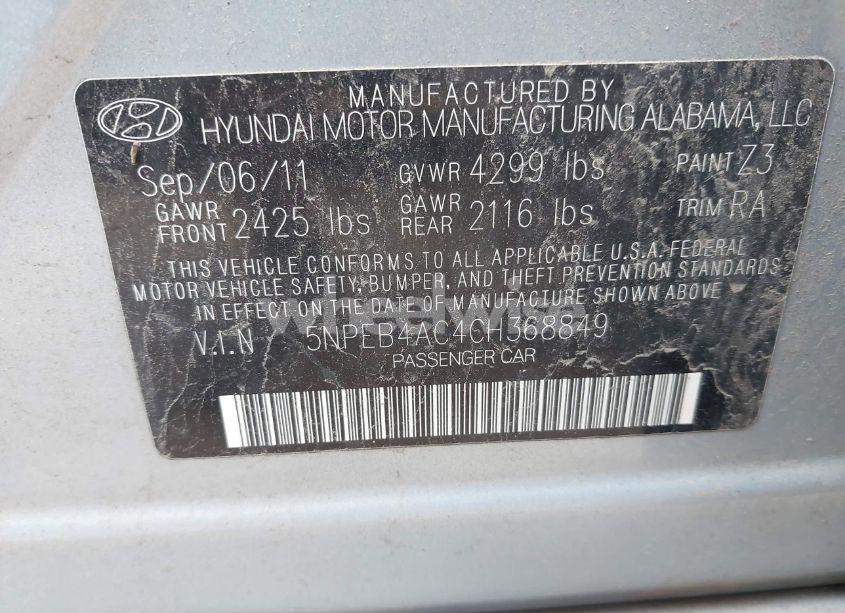 MANUFACTURED BY
HYUNDAI MOTOR MANUFACTURING ALABAMA, LLC
Sep/06/11 GVWR 4299 lbs PAINT Z3
GAWR FRONT 2425 lbs GAWR REAR 2116 lbs TRIM RA
THIS VEHICLE CONFORMS TO ALL APPLICABLE U.S.A. FEDERAL
MOTOR VEHICLE SAFETY, BUMPER, AND THEFT PREVENTION STANDARDS
IN EFFECT ON THE DATE OF MANUFACTURE SHOWN ABOVE
wheelwise
V.I.N 5NPEB4AC4CH368849
PASSENGER CAR